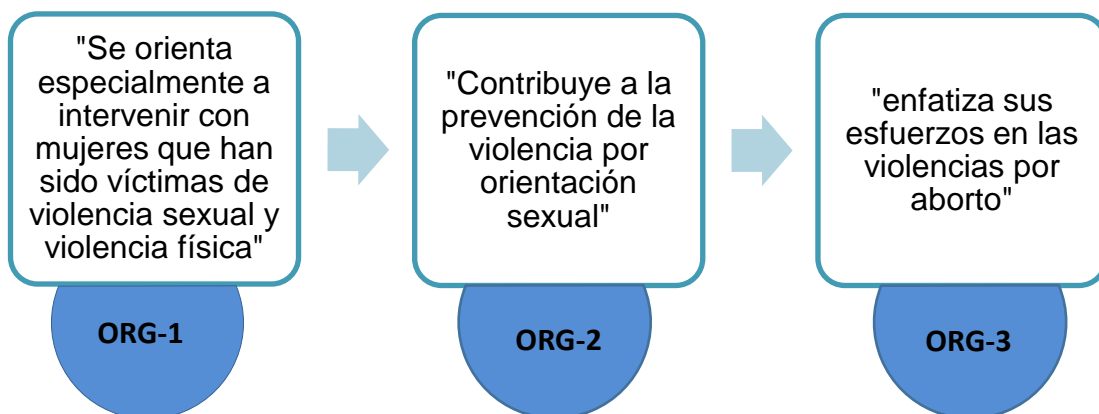 "Se orienta
especialmente a
intervenir con
mujeres que han
sido víctimas de
violencia sexual y
violencia física"
ORG-1
"Contribuye a la
prevención de la
violencia por
orientación
sexual"
ORG-2
"enfatiza sus
esfuerzos en las
violencias por
aborto"
ORG-3